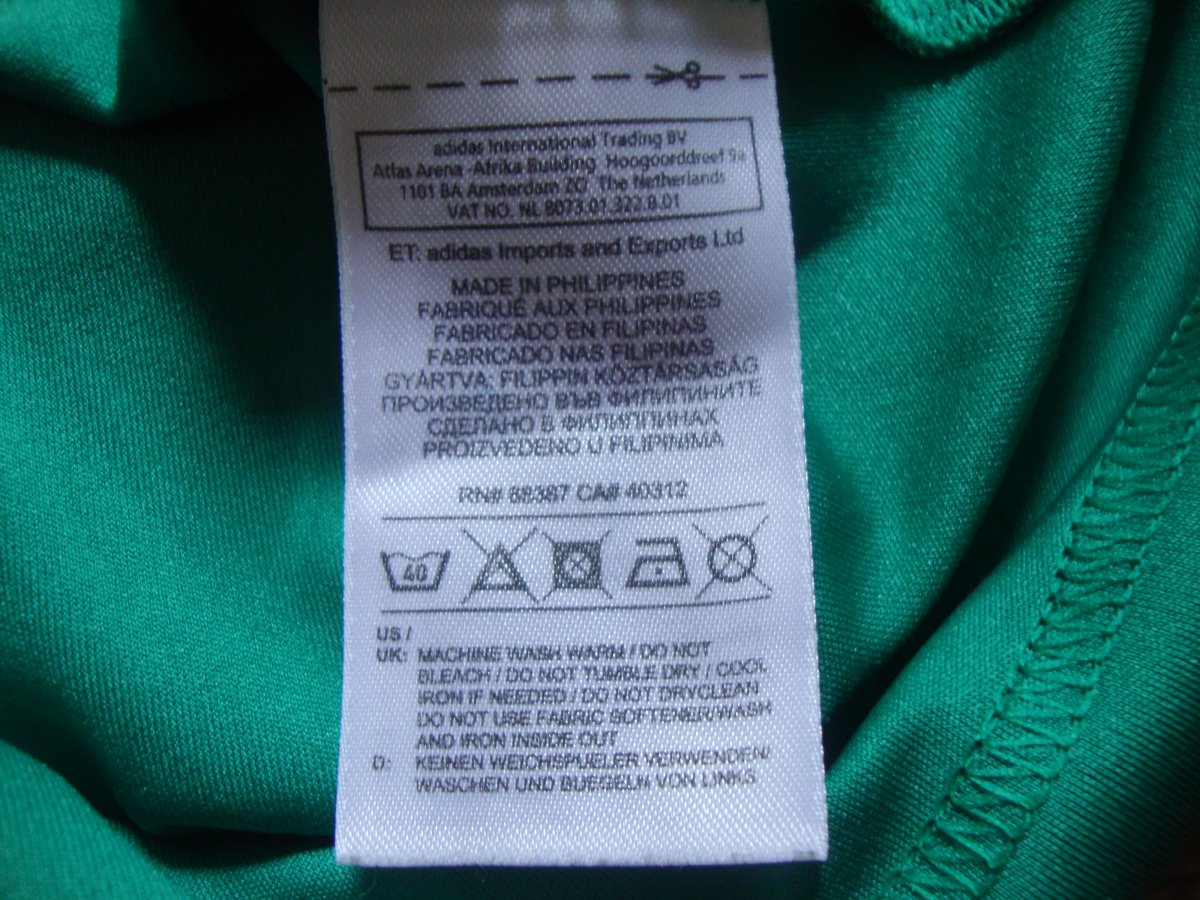 adidas International Trading BV
Atlas Arena -Afrika Building Hoogoorddreef 9a
1101 BA Amsterdam ZO The Netherlands
VAT NO. NL 8073.01.322.B.01
ET: adidas Imports and Exports Ltd
MADE IN PHILIPPINES
FABRIQUÉ AUX PHILIPPINES
FABRICADO EN FILIPINAS
FABRICADO NAS FILIPINAS
GYÁRTVA: FILIPPIN KÖZTÁRSASÁG
ПРОИЗВЕДЕНО ВЪВ ФИЛИПИНИТЕ
СДЕЛАНО В ФИЛИППИНАХ
PROIZVEDENO U FILIPINIMA
RN# 88387 CA# 40312
40
US /
UK: MACHINE WASH WARM / DO NOT
BLEACH / DO NOT TUMBLE DRY / COOL
IRON IF NEEDED / DO NOT DRYCLEAN
DO NOT USE FABRIC SOFTENER/WASH
AND IRON INSIDE OUT
D: KEINEN WEICHSPUELER VERWENDEN/
WASCHEN UND BUEGELN VON LINKS